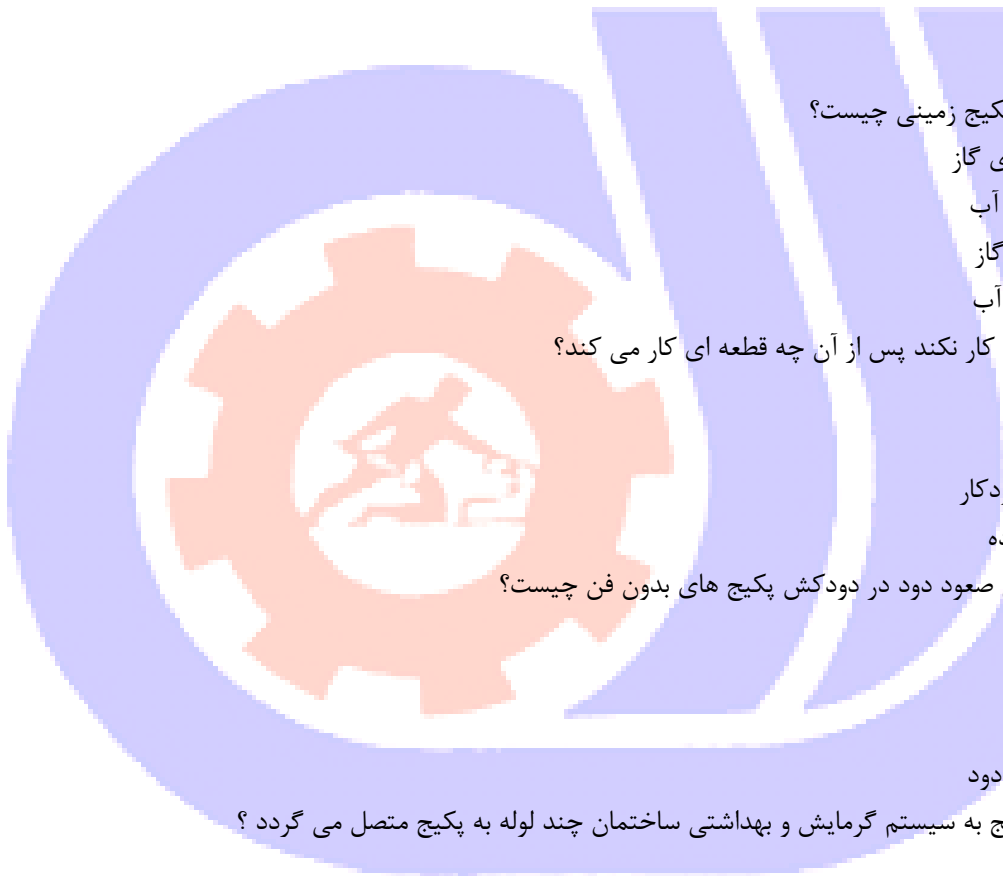 کیج زمینی چیست؟
ی گاز
آب
گاز
آب
کار نکند پس از آن چه قطعه ای کار می کند؟
ودکار
ده
صعود دود در دودکش پکیج های بدون فن چیست؟
دود
ج به سیستم گرمایش و بهداشتی ساختمان چند لوله به پکیج متصل می گردد ؟